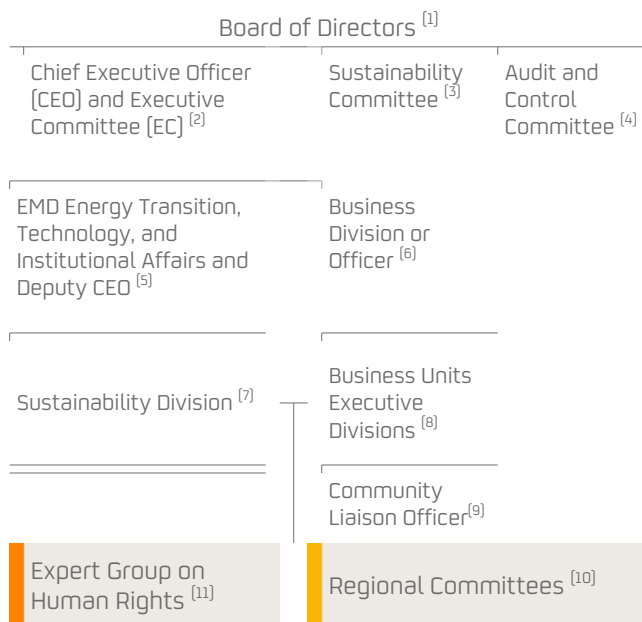 Board of Directors [1]
Chief Executive Officer
[CEO] and Executive
Committee [EC] [2]
Sustainability
Committee [3]
Audit and
Control
Committee [4]
EMD Energy Transition,
Technology, and
Institutional Affairs and
Deputy CEO [5]
Business
Division or
Officer [6]
Sustainability Division [7]
Business Units
Executive
Divisions [8]
Community
Liaison Officer[9]
Expert Group on
Human Rights [11]
Regional Committees [10]